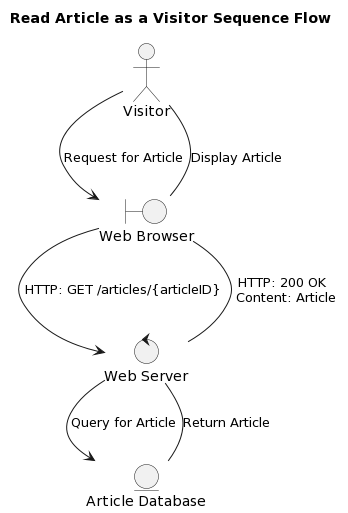 Read Article as a Visitor Sequence Flow
Visitor
Request for Article
Display Article
Web Browser
HTTP: GET /articles/{articleID}
HTTP: 200 OK
Content: Article
Web Server
Query for Article
Return Article
Article Database